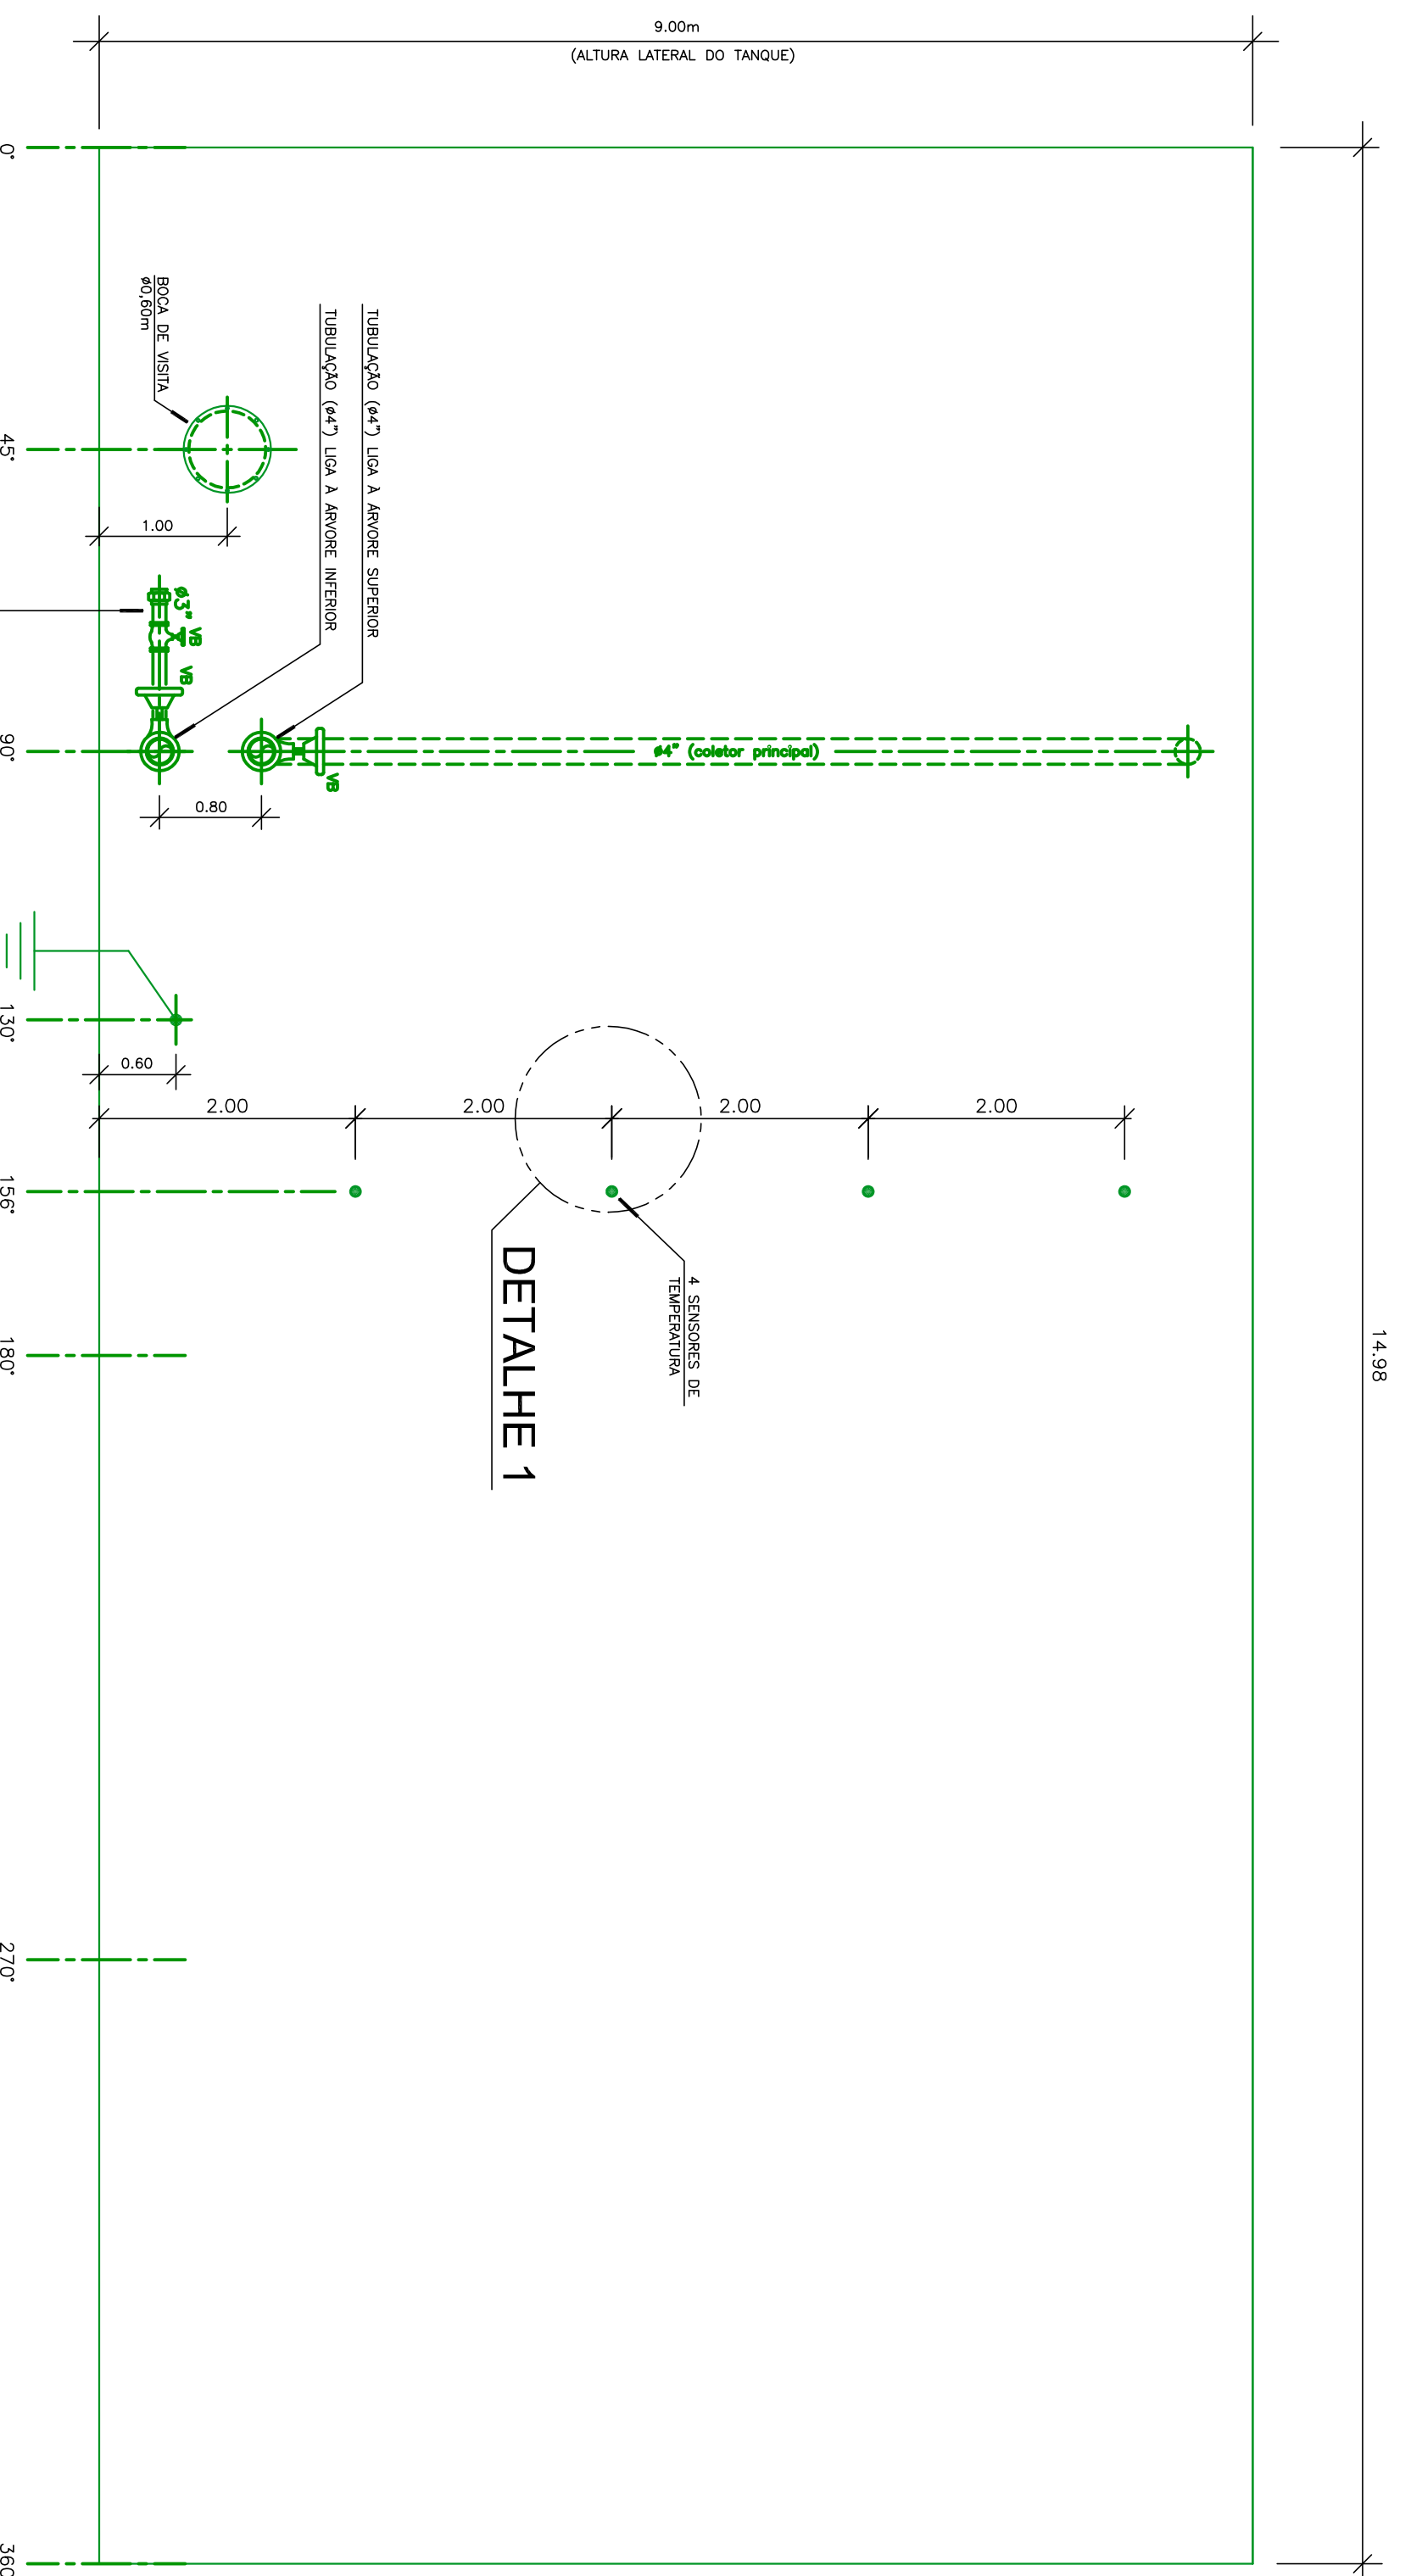 14.98
9.00m
(ALTURA LATERAL DO TANQUE)
ø4" (coletor principal)
TUBULAÇÃO (ø4") LIGA À ÁRVORE SUPERIOR
TUBULAÇÃO (ø4") LIGA À ÁRVORE INFERIOR
VB
BOCA DE VISITA
ø0,60m
1.00
ø3"
VB
VB
0.80
0.60
2.00
2.00
2.00
2.00
4 SENSORES DE
TEMPERATURA
DETALHE 1
0°
45°
90°
130°
156°
180°
270°
360